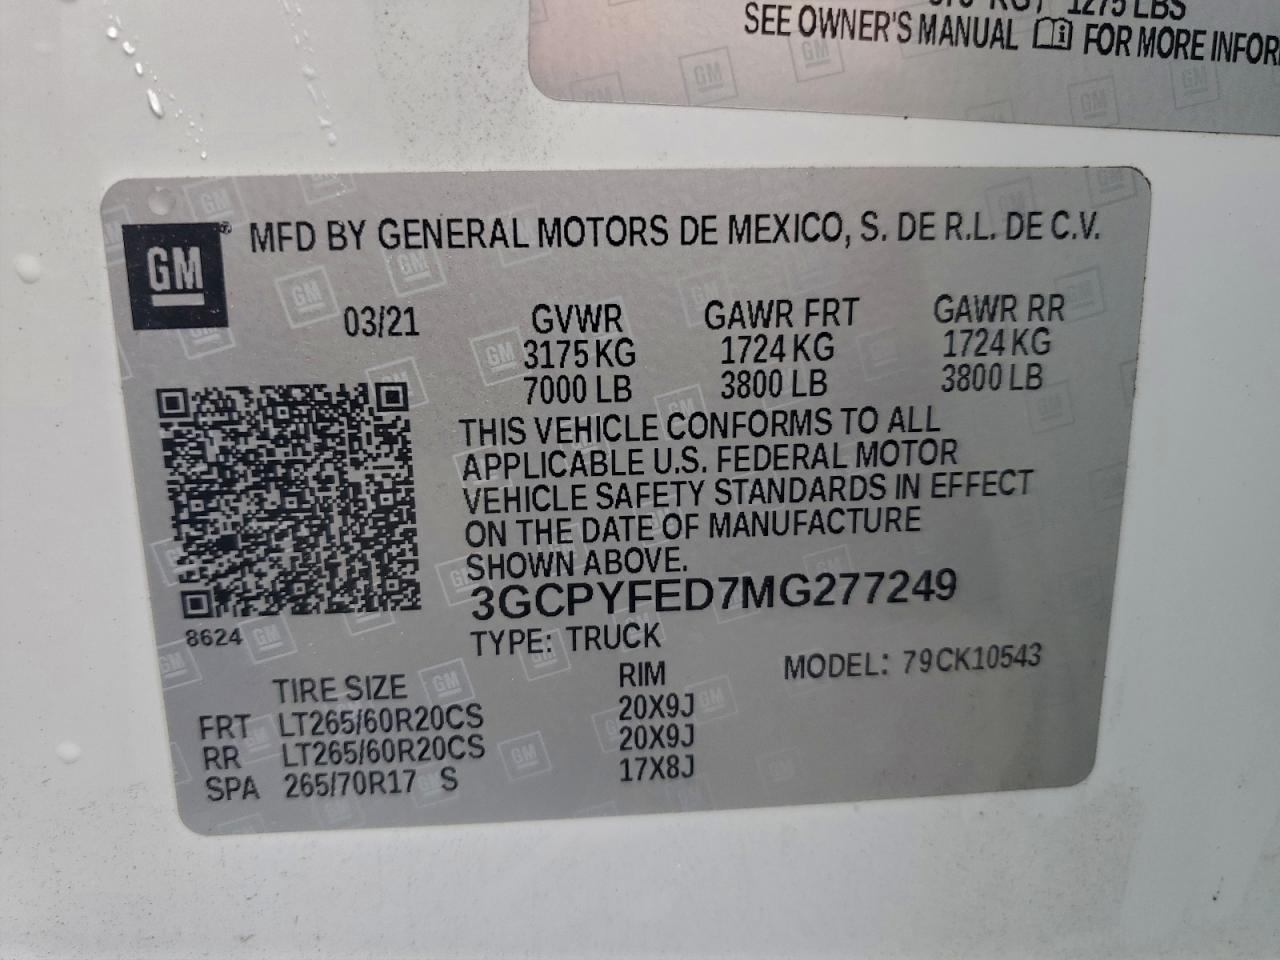 1275 LBS
SEE OWNER'S MANUAL FOR MORE INFOR
GM
MFD BY GENERAL MOTORS DE MEXICO, S. DE R.L. DE C.V.
03/21 GVWR GAWR FRT GAWR RR
3175 KG 1724 KG 1724 KG
7000 LB 3800 LB 3800 LB
THIS VEHICLE CONFORMS TO ALL
APPLICABLE U.S. FEDERAL MOTOR
VEHICLE SAFETY STANDARDS IN EFFECT
ON THE DATE OF MANUFACTURE
SHOWN ABOVE.
3GCPYFED7MG277249
8624
TYPE: TRUCK
MODEL: 79CK10543
TIRE SIZE RIM
FRT LT265/60R20CS 20X9J
RR LT265/60R20CS 20X9J
SPA 265/70R17 S 17X8J